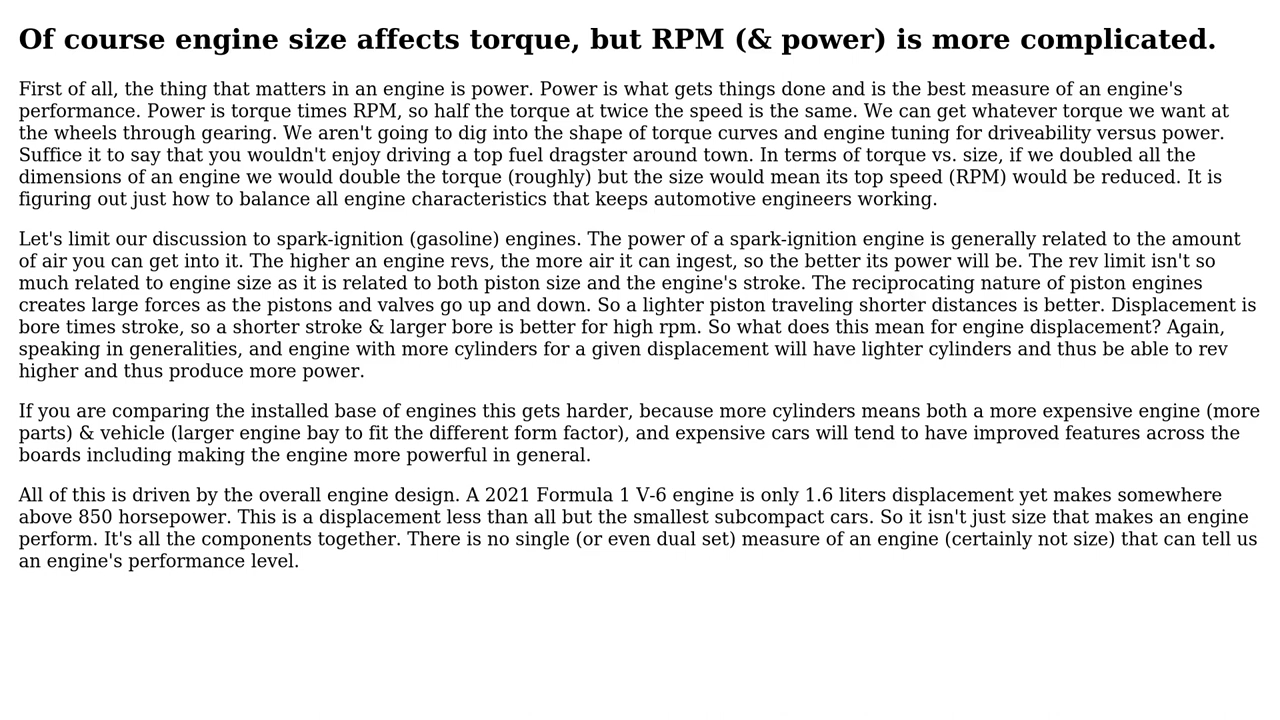 Of course engine size affects torque, but RPM (& power) is more complicated.
First of all, the thing that matters in an engine is power. Power is what gets things done and is the best measure of an engine's
performance. Power is torque times RPM, so half the torque at twice the speed is the same. We can get whatever torque we want at
the wheels through gearing. We aren't going to dig into the shape of torque curves and engine tuning for driveability versus power.
Suffice it to say that you wouldn't enjoy driving a top fuel dragster around town. In terms of torque vs. size, if we doubled all the
dimensions of an engine we would double the torque (roughly) but the size would mean its top speed (RPM) would be reduced. It is
figuring out just how to balance all engine characteristics that keeps automotive engineers working.
Let's limit our discussion to spark-ignition (gasoline) engines. The power of a spark-ignition engine is generally related to the amount
of air you can get into it. The higher an engine revs, the more air it can ingest, so the better its power will be. The rev limit isn't so
much related to engine size as it is related to both piston size and the engine's stroke. The reciprocating nature of piston engines
creates large forces as the pistons and valves go up and down. So a lighter piston traveling shorter distances is better. Displacement is
bore times stroke, so a shorter stroke & larger bore is better for high rpm. So what does this mean for engine displacement? Again,
speaking in generalities, and engine with more cylinders for a given displacement will have lighter cylinders and thus be able to rev
higher and thus produce more power.
If you are comparing the installed base of engines this gets harder, because more cylinders means both a more expensive engine (more
parts) & vehicle (larger engine bay to fit the different form factor), and expensive cars will tend to have improved features across the
boards including making the engine more powerful in general.
All of this is driven by the overall engine design. A 2021 Formula 1 V-6 engine is only 1.6 liters displacement yet makes somewhere
above 850 horsepower. This is a displacement less than all but the smallest subcompact cars. So it isn't just size that makes an engine
perform. It's all the components together. There is no single (or even dual set) measure of an engine (certainly not size) that can tell us
an engine's performance level.